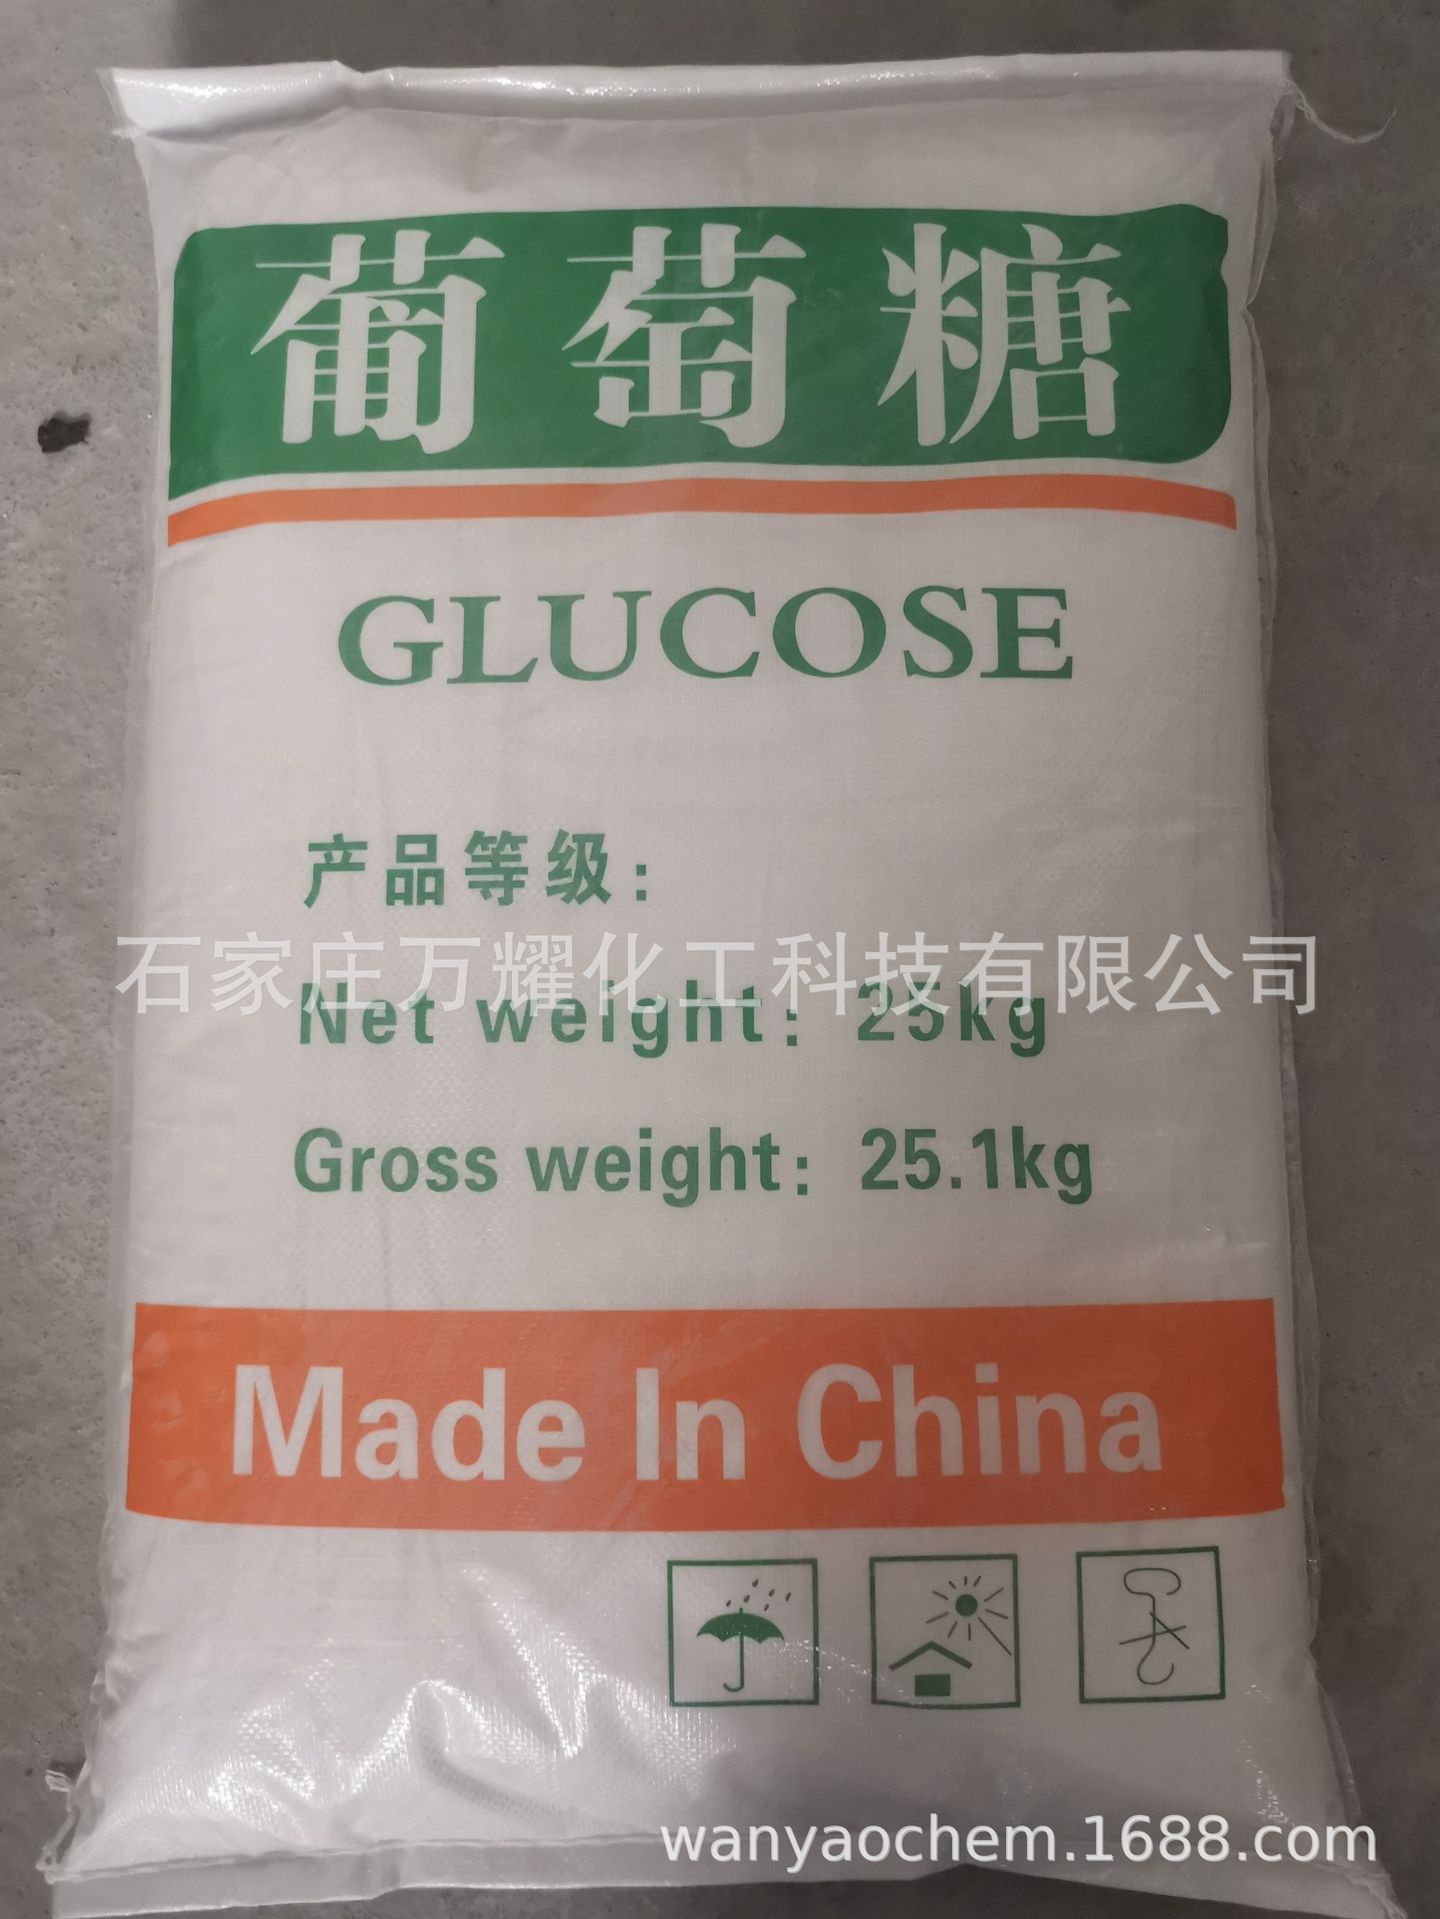 葡萄糖
GLUCOSE
产品等级:
石家庄万耀化工科技有限公司
Net weight: 25kg
Gross weight: 25.1kg
Made In China
wanyaochem.1688.com